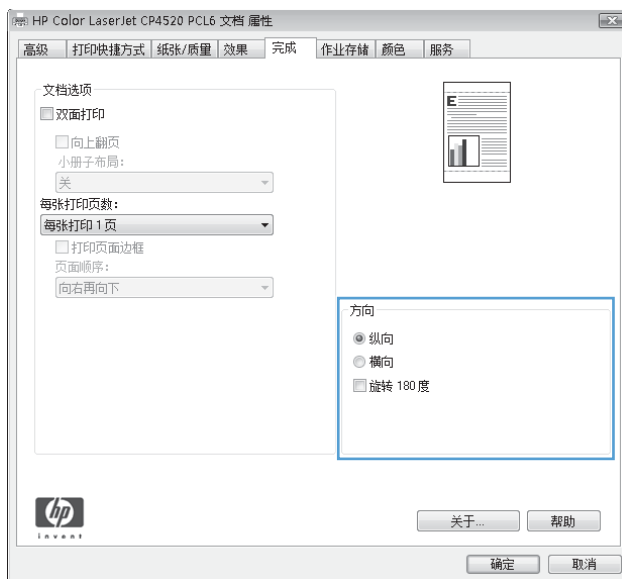 HP Color LaserJet CP4520 PCL6 文档 属性
高级 打印快捷方式 纸张/质量 效果 完成 作业存储 颜色 服务
文档选项
双面打印
向上翻页
小册子布局:
关
每张打印页数:
每张打印 1 页
打印页面边框
页面顺序:
向右再向下
E
方向
纵向
横向
旋转 180 度
hp
invent
关于...
帮助
确定
取消